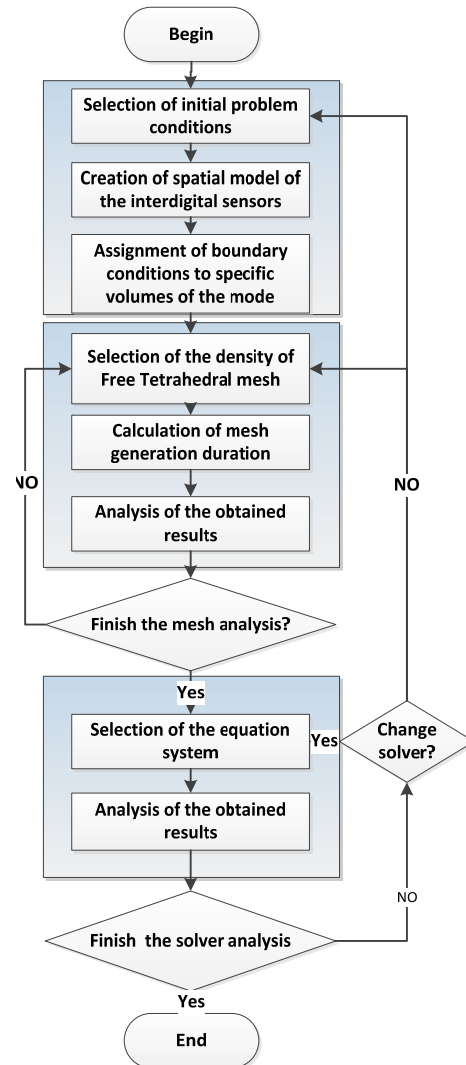 Begin
Selection of initial problem
conditions
Creation of spatial model of
the interdigital sensors
Assignment of boundary
conditions to specific
volumes of the mode
Selection of the density of
Free Tetrahedral mesh
Calculation of mesh
generation duration
NO
NO
Analysis of the obtained
results
Finish the mesh analysis?
Yes
Selection of the equation
system
Yes
Change
solver?
Analysis of the obtained
results
NO
Finish the solver analysis
Yes
End